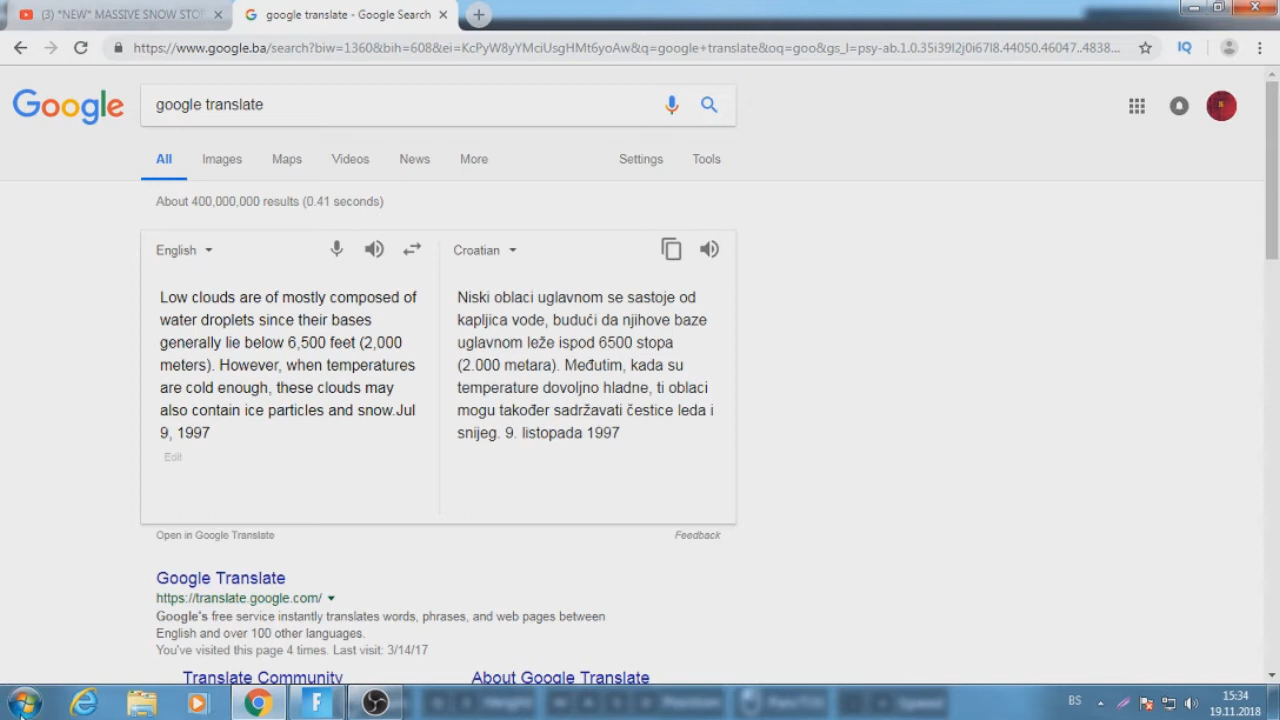 (3) *NEW* MASSIVE SNOW STO
google translate - Google Search
https://www.google.ba/search?biw=1360&bih=608&ei=KcPyW8yYMciUsgHMt6yoAw&q=google+translate&oq=goo&gs_l=psy-ab.1.0.35i39l2j0i67l8.44050.46047..4838...
IQ
Google
google translate
All Images Maps Videos News More Settings Tools
About 400,000,000 results (0.41 seconds)
English
Low clouds are of mostly composed of
water droplets since their bases
generally lie below 6,500 feet (2,000
meters). However, when temperatures
are cold enough, these clouds may
also contain ice particles and snow.Jul
9, 1997
Edit
Croatian
Niski oblaci uglavnom se sastoje od
kapljica vode, budući da njihove baze
uglavnom leže ispod 6500 stopa
(2.000 metara). Međutim, kada su
temperature dovoljno hladne, ti oblaci
mogu također sadržavati čestice leda i
snijeg. 9. listopada 1997
Open in Google Translate
Feedback
Google Translate
https://translate.google.com/
Google's free service instantly translates words, phrases, and web pages between
English and over 100 other languages.
You've visited this page 4 times. Last visit: 3/14/17
Translate Community
About Google Translate
BS
15:34
19.11.2018